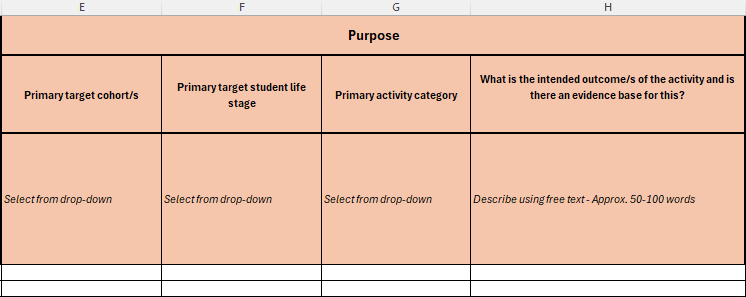 E F G H
Purpose
Primary target cohort/s
Primary target student life
stage
Primary activity category
What is the intended outcome/s of the activity and is
there an evidence base for this?
Select from drop-down
Select from drop-down
Select from drop-down
Describe using free text - Approx. 50-100 words